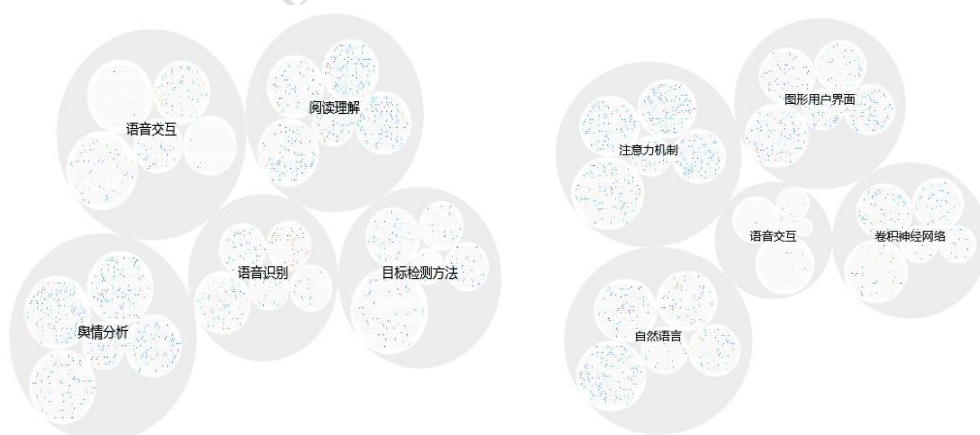 语音交互
阅读理解
语音识别
目标检测方法
舆情分析
图形用户界面
注意力机制
语音交互
卷积神经网络
自然语言